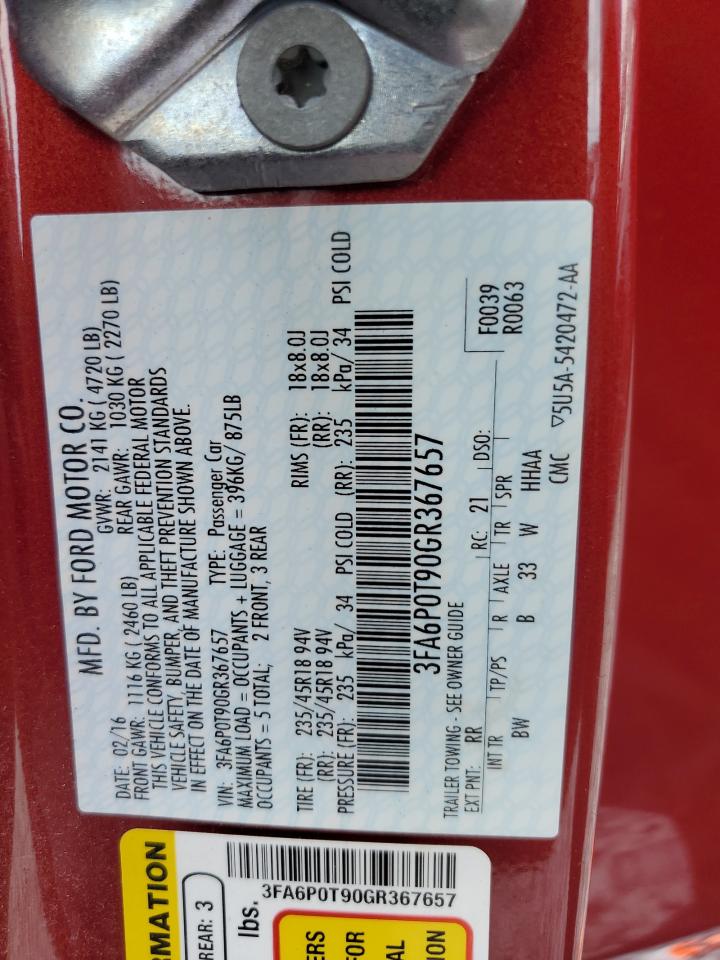 MFD. BY FORD MOTOR CO.
DATE: 02/16 GVWR: 2141 KG ( 4720 LB)
FRONT GAWR: 1116 KG ( 2460 LB) REAR GAWR: 1030 KG ( 2270 LB)
THIS VEHICLE CONFORMS TO ALL APPLICABLE FEDERAL MOTOR
VEHICLE SAFETY, BUMPER, AND THEFT PREVENTION STANDARDS
IN EFFECT ON THE DATE OF MANUFACTURE SHOWN ABOVE.
VIN: 3FA6P0T90GR367657 TYPE: Passenger Car
MAXIMUM LOAD = OCCUPANTS + LUGGAGE = 396KG/ 875LB
OCCUPANTS = 5 TOTAL; 2 FRONT, 3 REAR
TIRE (FR): 235/45R18 94V RIMS (FR): 18x8.0J
(RR): 235/45R18 94V (RR): 18x8.0J
PRESSURE (FR): 235 kPa/ 34 PSI COLD (RR): 235 kPa/ 34 PSI COLD
3FA6P0T90GR367657
TRAILER TOWING - SEE OWNER GUIDE F0039
EXT PNT: RR RC: 21 DSO: R0063
INT TR TP/PS R AXLE TR SPR
BW B 33 W HHAA
CMC ▽5U5A-5420472-AA
3FA6P0T90GR367657
RMATION
REAR: 3
lbs.
ERS
FOR
AL
ION